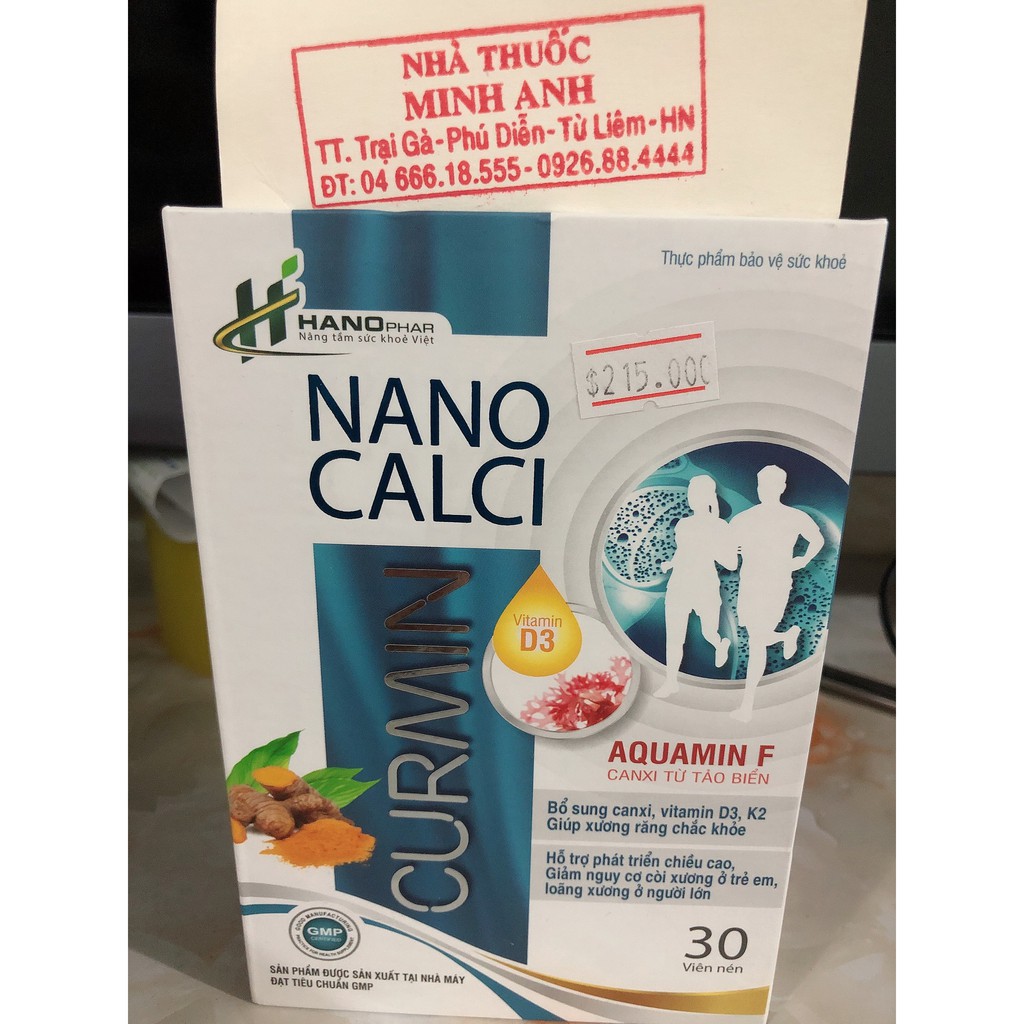 NHÀ THUỐC
MINH ANH
TT. Trại Gà-Phú Diễn-Từ Liêm-HN
ĐT: 04 666.18.555-0926.88.4444
Thực phẩm bảo vệ sức khoẻ
HANOPHAR
Nâng tầm sức khoẻ Việt
$215.000
NANO
CALCI
CURMIN
Vitamin
D3
AQUAMIN F
CANXI TỪ TẢO BIỂN
Bổ sung canxi, vitamin D3, K2
Giúp xương răng chắc khỏe
Hỗ trợ phát triển chiều cao,
Giảm nguy cơ còi xương ở trẻ em,
loãng xương ở người lớn
30
Viên nén
GOOD MANUFACTURING
GMP
SẢN PHẨM ĐƯỢC SẢN XUẤT TẠI NHÀ MÁY
ĐẠT TIÊU CHUẨN GMP